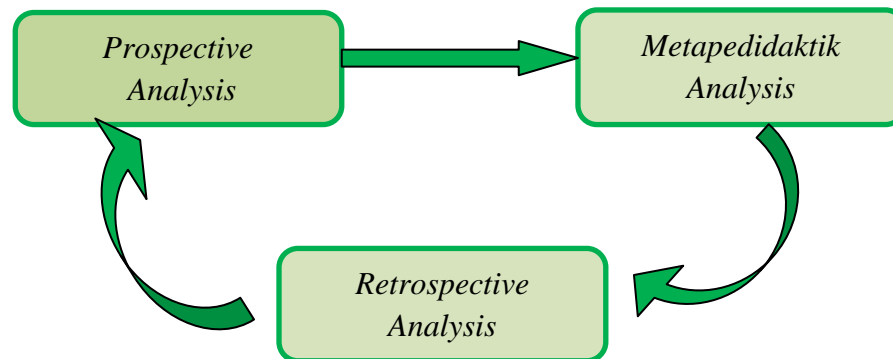 Prospective
Analysis
Metapedidaktik
Analysis
Retrospective
Analysis